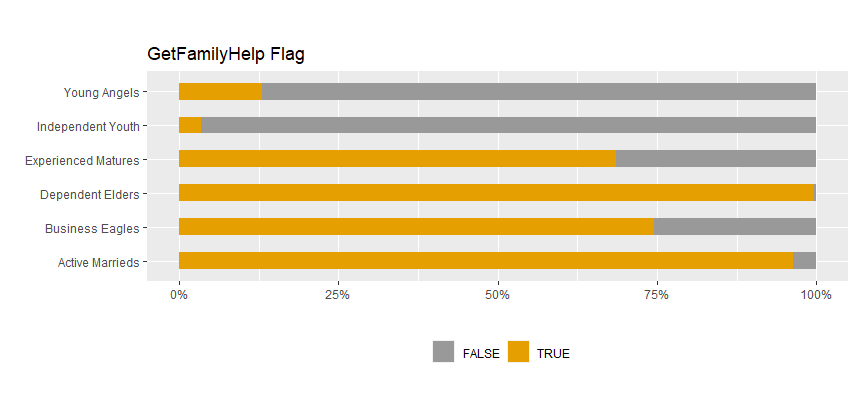 GetFamilyHelp Flag
Young Angels
Independent Youth
Experienced Matures
Dependent Elders
Business Eagles
Active Marrieds
0% 25% 50% 75% 100%
FALSE TRUE